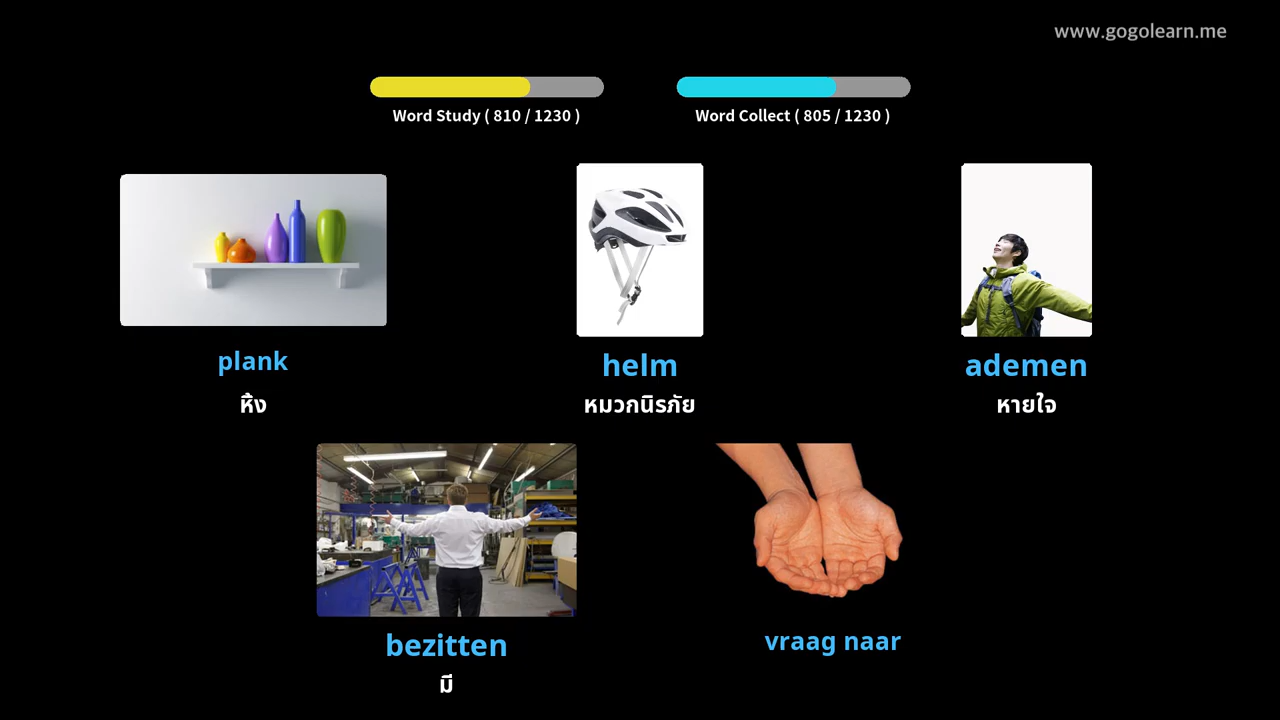 www.gogolearn.me
Word Study ( 810 / 1230 )
Word Collect ( 805 / 1230 )
plank
หิ้ง
helm
หมวกนิรภัย
ademen
หายใจ
bezitten
มี
vraag naar